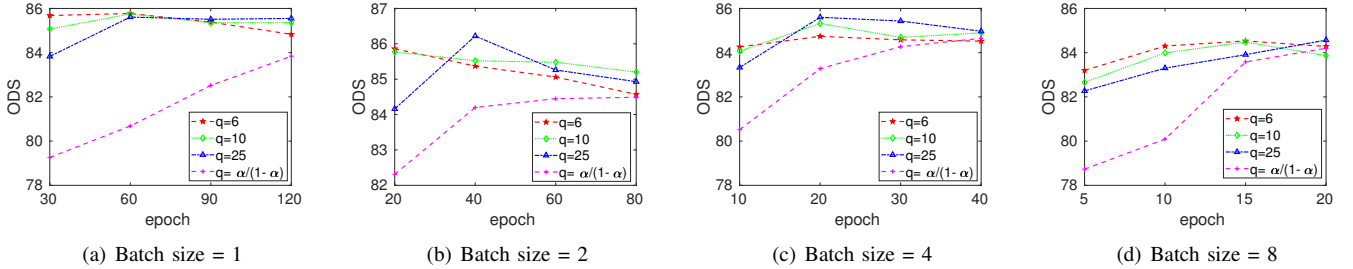 86
84
82
80
78
ODS
30
60
90
120
epoch
q=6
q=10
q=25
q= α/(1- α)
(a) Batch size = 1
87
86
85
84
83
82
ODS
20
40
60
80
epoch
q=6
q=10
q=25
q= α/(1- α)
(b) Batch size = 2
86
84
82
80
78
ODS
10
20
30
40
epoch
q=6
q=10
q=25
q= α/(1- α)
(c) Batch size = 4
86
84
82
80
78
ODS
5
10
15
20
epoch
q=6
q=10
q=25
q= α/(1- α)
(d) Batch size = 8